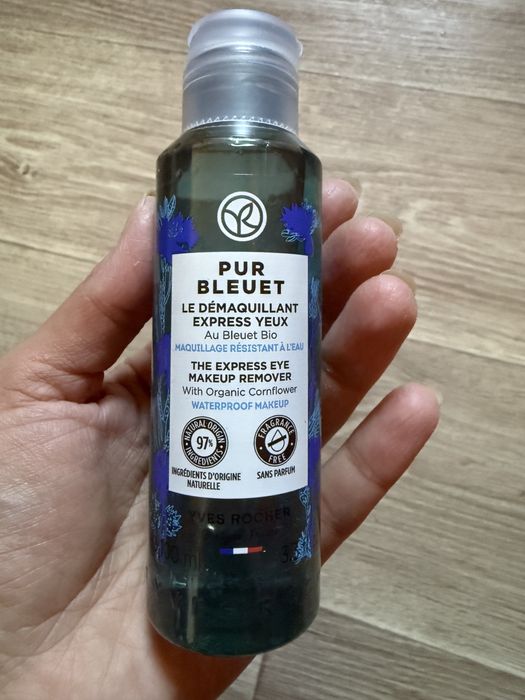 PUR
BLEUET
LE DÉMAQUILLANT
EXPRESS YEUX
Au Bleuet Bio
MAQUILLAGE RÉSISTANT À L'EAU
THE EXPRESS EYE
MAKEUP REMOVER
With Organic Cornflower
WATERPROOF MAKEUP
NATURAL ORIGIN
97%
INGREDIENTS
FRAGRANCE
FREE
INGRÉDIENTS D'ORIGINE
NATURELLE
SANS PARFUM
YVES ROCHER